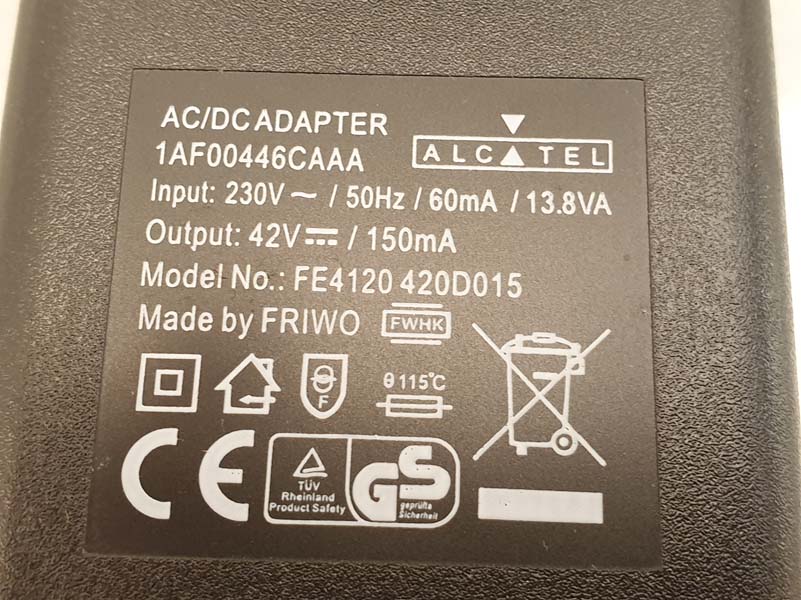 AC/DC ADAPTER
1AF00446CAAA
ALCATEL
Input: 230V ~ / 50Hz / 60mA / 13.8VA
Output: 42V ⎓ / 150mA
Model No.: FE4120 420D015
Made by FRIWO
FWHK
F
θ 115°C
CE
TÜV
Rheinland
Product Safety
GS
geprüfte
Sicherheit